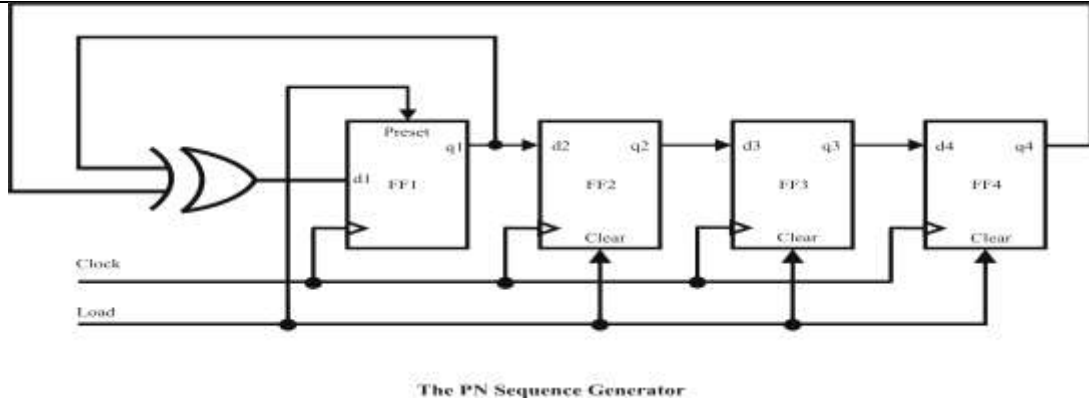 Preset
q1
d1
FF1
d2
q2
FF2
Clear
d3
q3
FF3
Clear
d4
q4
FF4
Clear
Clock
Load
The PN Sequence Generator